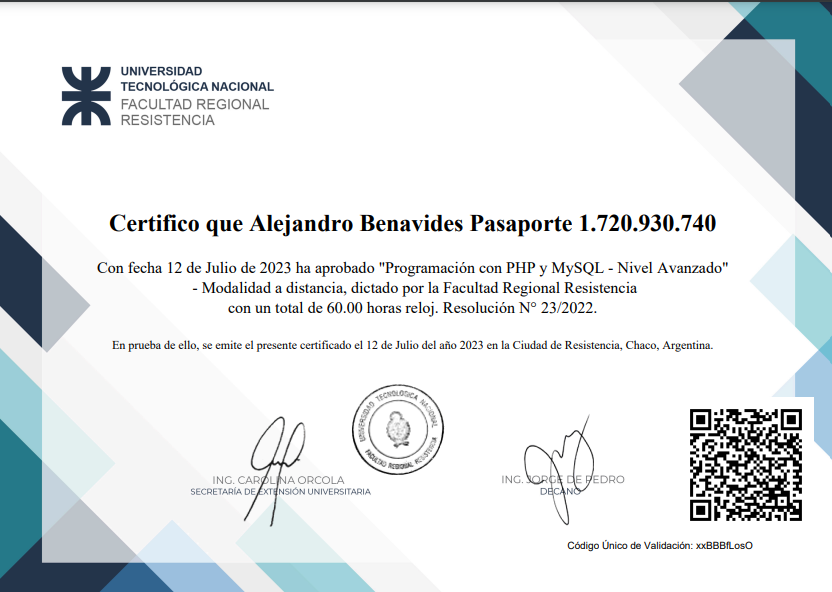 UNIVERSIDAD
TECNOLÓGICA NACIONAL
FACULTAD REGIONAL
RESISTENCIA
Certifico que Alejandro Benavides Pasaporte 1.720.930.740
Con fecha 12 de Julio de 2023 ha aprobado "Programación con PHP y MySQL - Nivel Avanzado"
- Modalidad a distancia, dictado por la Facultad Regional Resistencia
con un total de 60.00 horas reloj. Resolución N° 23/2022.
En prueba de ello, se emite el presente certificado el 12 de Julio del año 2023 en la Ciudad de Resistencia, Chaco, Argentina.
UNIVERSIDAD TECNOLOGICA NACIONAL
FACULTAD REGIONAL RESISTENCIA
ING. CAROLINA ORCOLA
SECRETARÍA DE EXTENSIÓN UNIVERSITARIA
ING. JORGE DE PEDRO
DECANO
Código Único de Validación: xxBBBfLosO